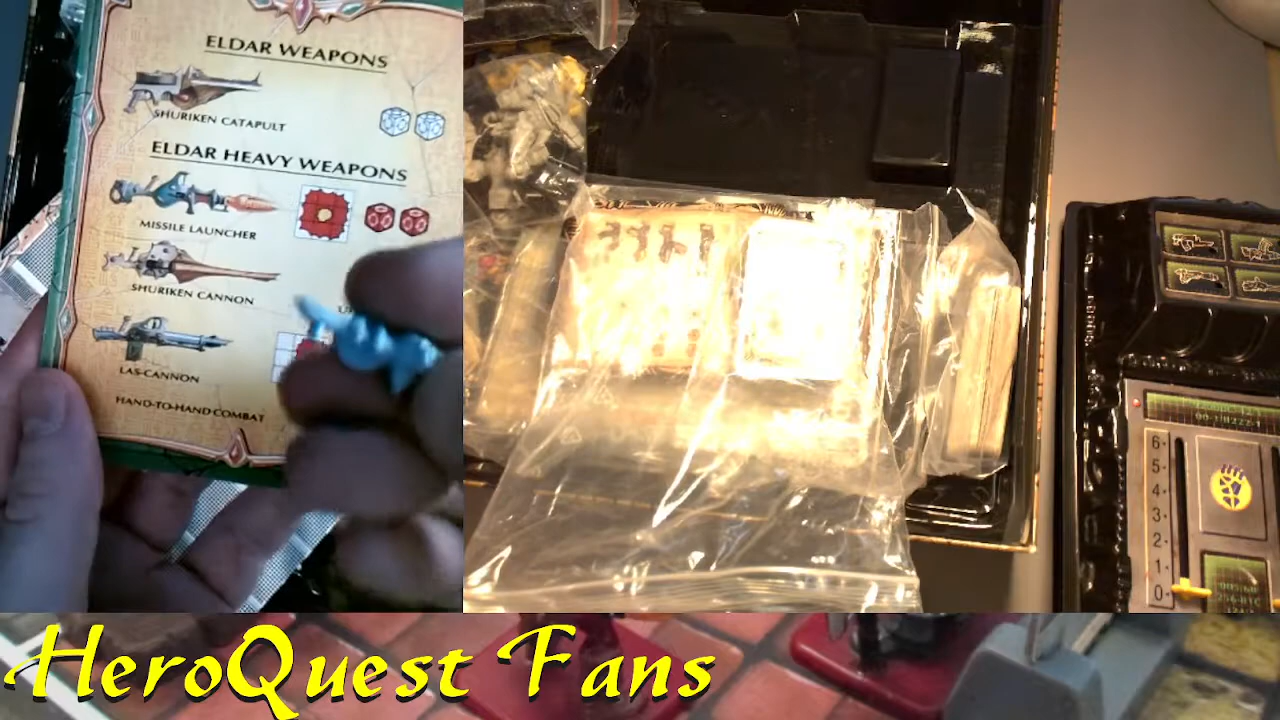 ELDAR WEAPONS
SHURIKEN CATAPULT
ELDAR HEAVY WEAPONS
MISSILE LAUNCHER
SHURIKEN CANNON
LAS-CANNON
HAND-TO-HAND COMBAT
6
5
4
3
2
1
0
HeroQuest Fans